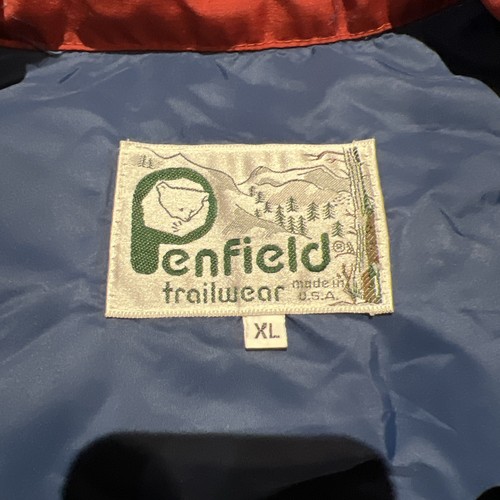 Penfield®
trailwear
made in
U.S.A.
XL